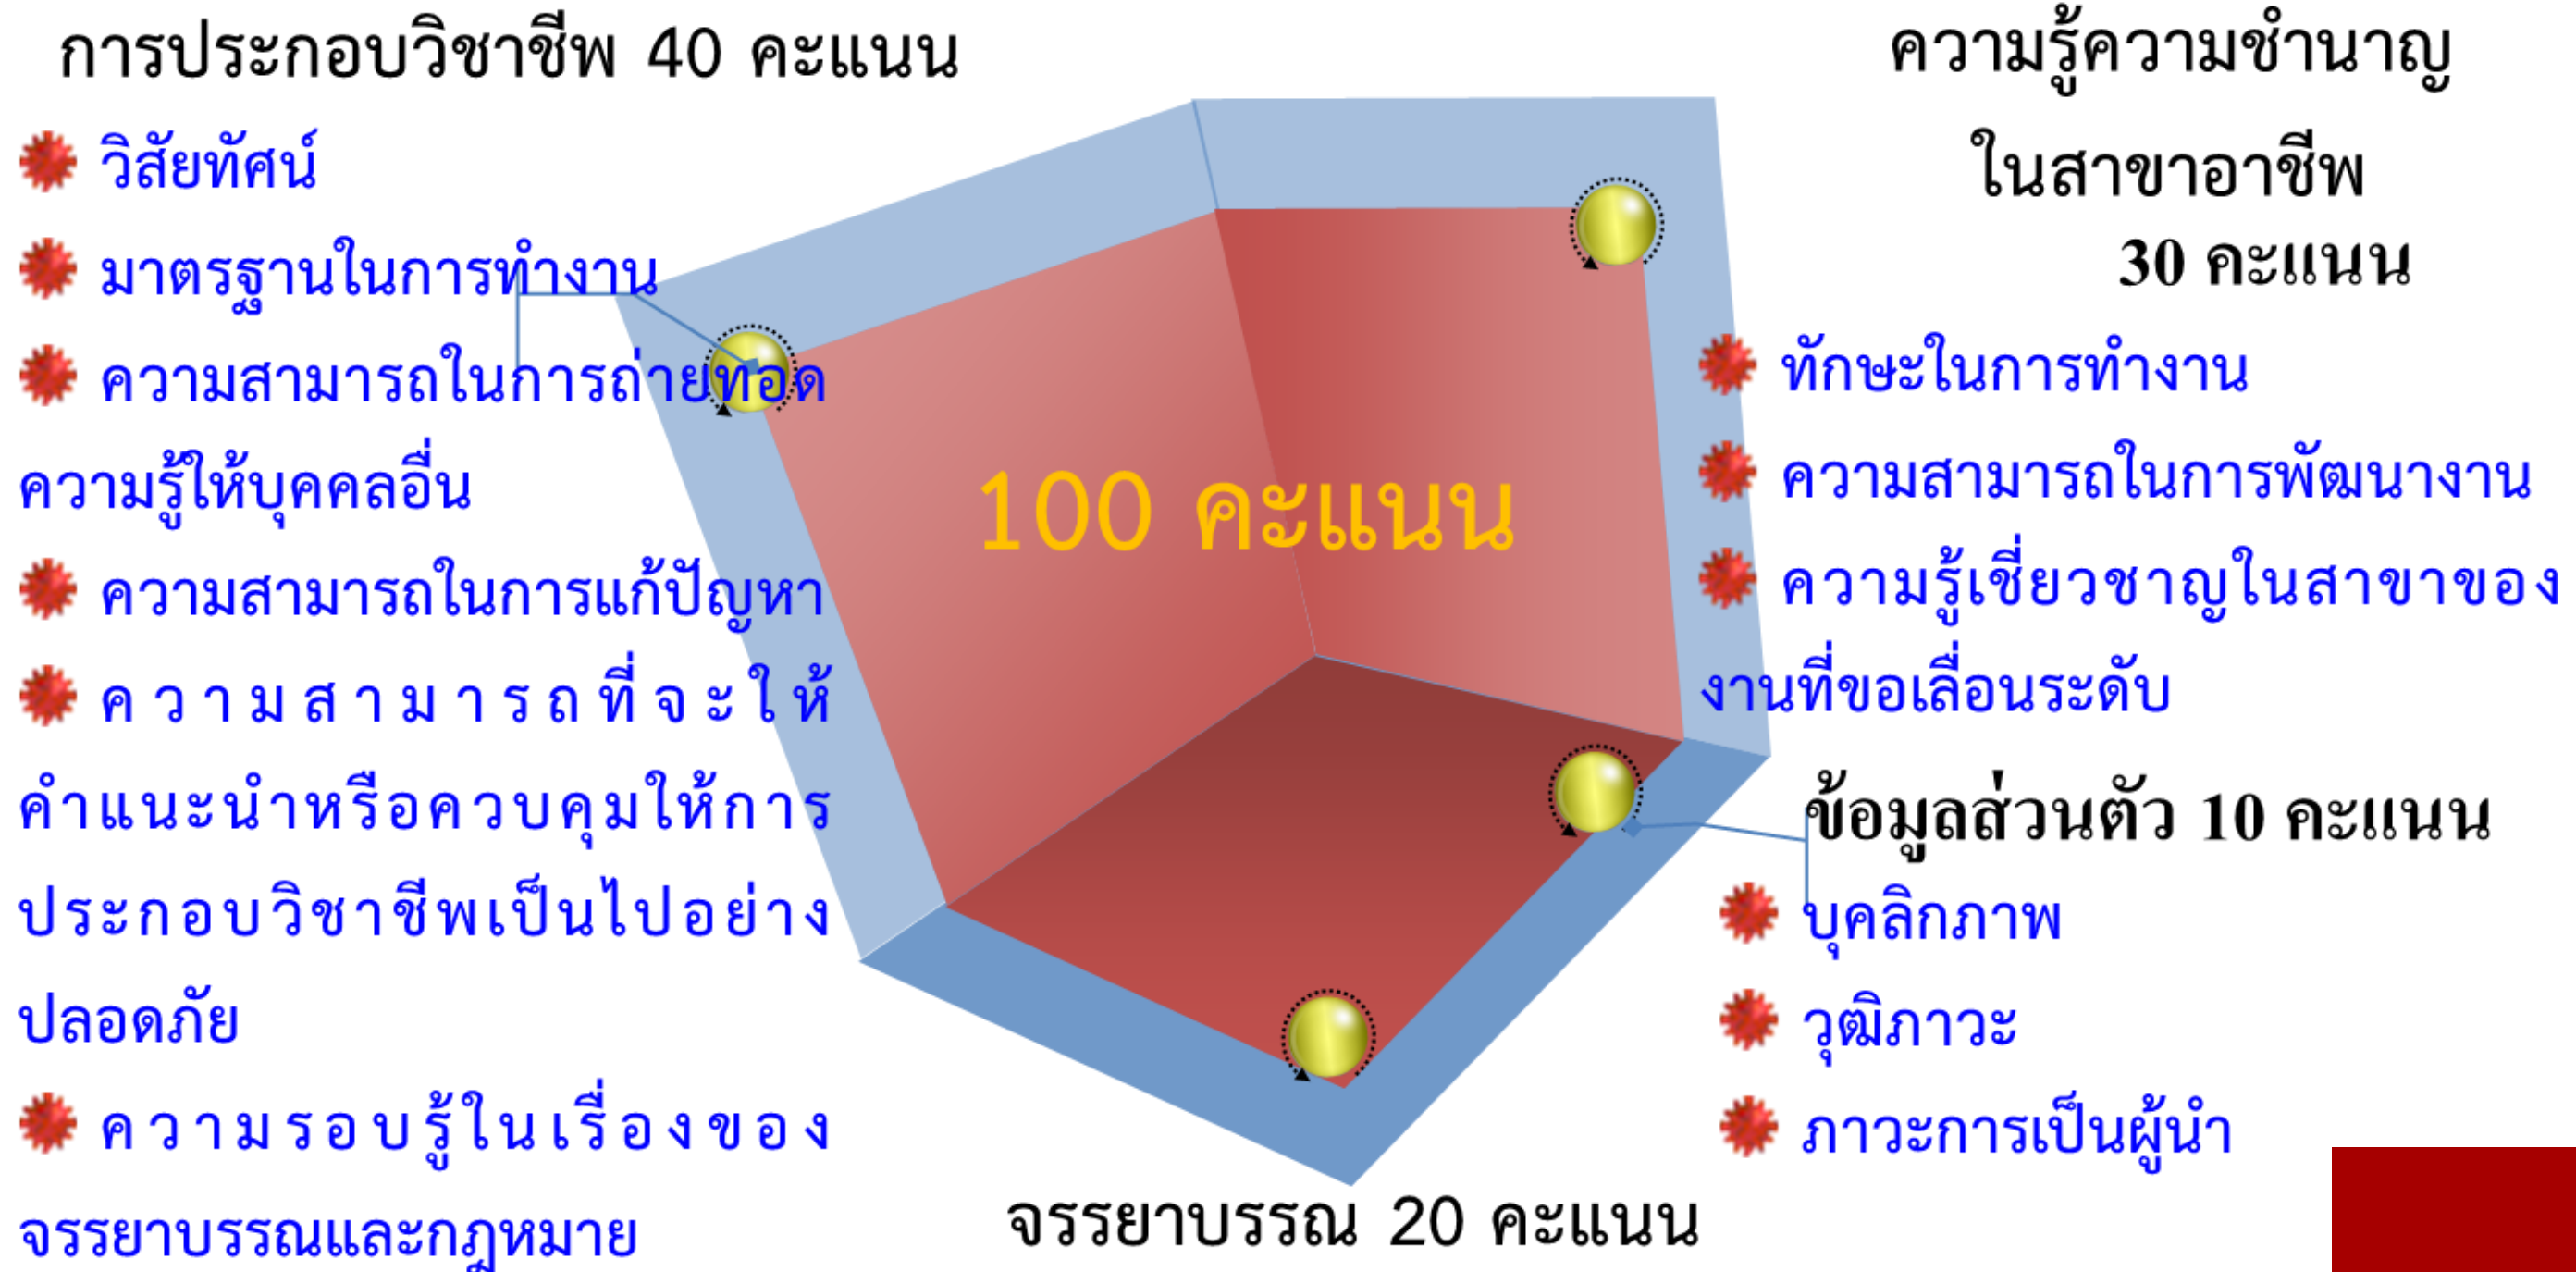 การประกอบวิชาชีพ 40 คะแนน
วิสัยทัศน์
มาตรฐานในการทำงาน
ความสามารถในการถ่ายทอด
ความรู้ให้บุคคลอื่น
ความสามารถในการแก้ปัญหา
ความสามารถที่จะให้
คำแนะนำหรือควบคุมให้การ
ประกอบวิชาชีพเป็นไปอย่าง
ปลอดภัย
ความรอบรู้ในเรื่องของ
จรรยาบรรณและกฎหมาย
100 คะแนน
ความรู้ความชำนาญ
ในสาขาอาชีพ
30 คะแนน
ทักษะในการทำงาน
ความสามารถในการพัฒนางาน
ความรู้เชี่ยวชาญในสาขาของ
งานที่ขอเลื่อนระดับ
ข้อมูลส่วนตัว 10 คะแนน
บุคลิกภาพ
วุฒิภาวะ
ภาวะการเป็นผู้นำ
จรรยาบรรณ 20 คะแนน